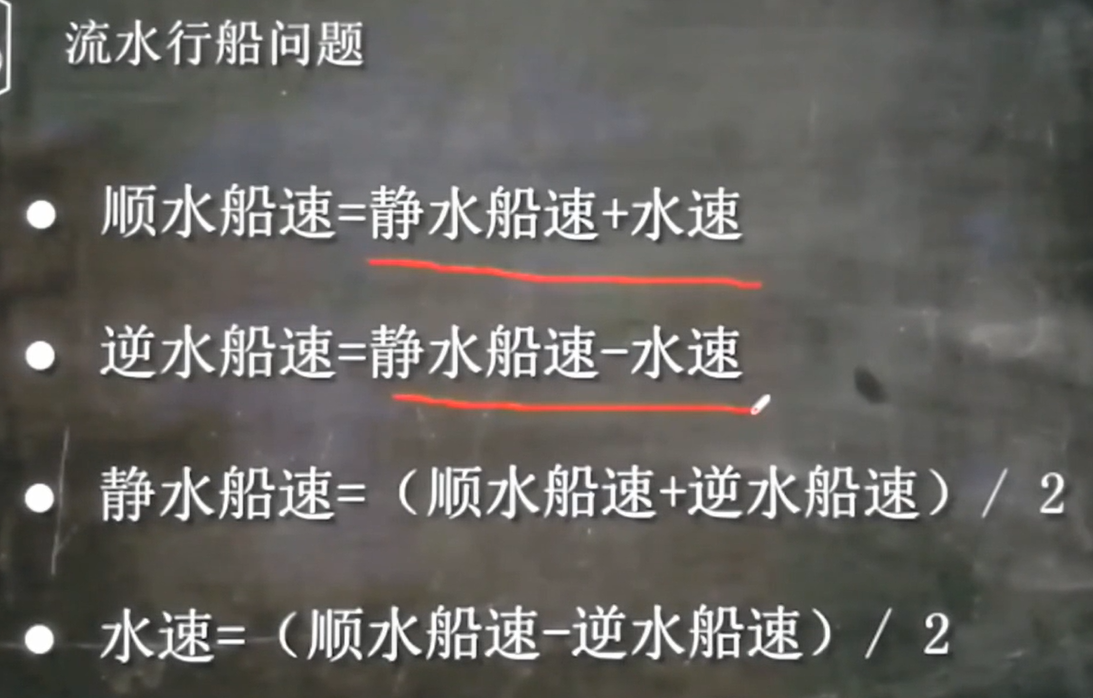 流水行船问题
● 顺水船速=静水船速+水速
● 逆水船速=静水船速-水速
● 静水船速=（顺水船速+逆水船速）/ 2
● 水速=（顺水船速-逆水船速）/ 2